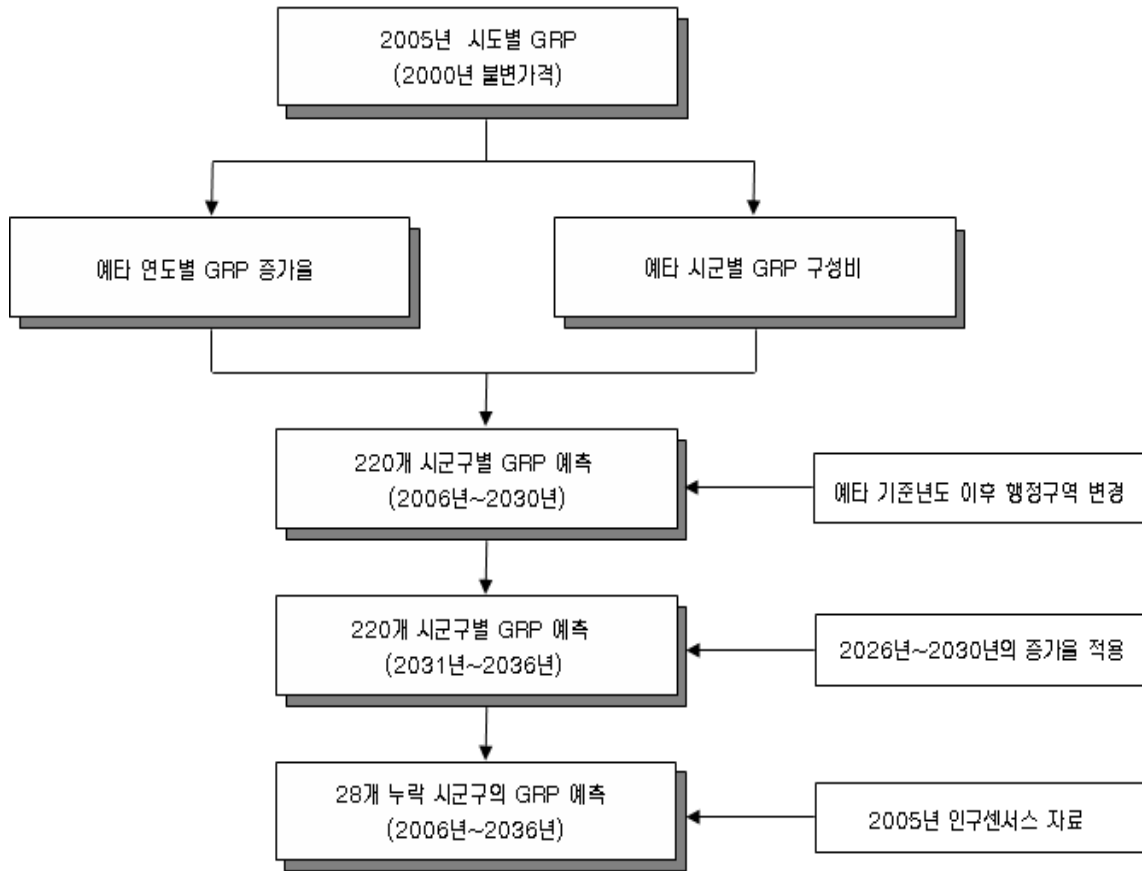 2005년 시도별 GRP
(2000년 불변가격)
예타 연도별 GRP 증가율
예타 시군별 GRP 구성비
220개 시군구별 GRP 예측
(2006년~2030년)
예타 기준년도 이후 행정구역 변경
220개 시군구별 GRP 예측
(2031년~2036년)
2026년~2030년의 증가율 적용
28개 누락 시군구의 GRP 예측
(2006년~2036년)
2005년 인구센서스 자료